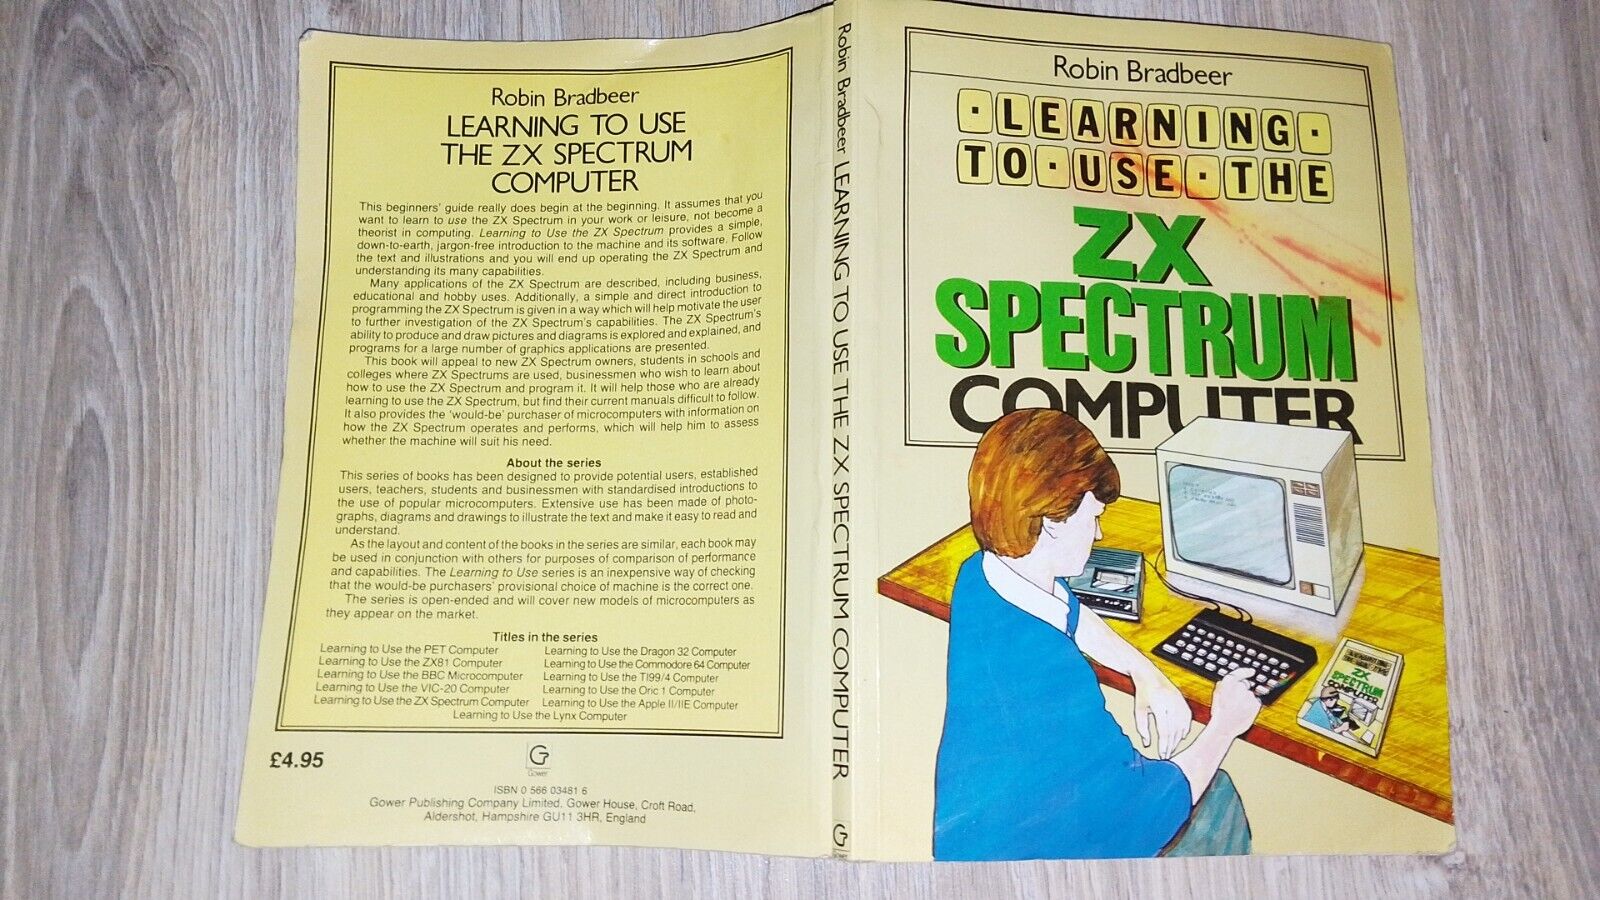 Robin Bradbeer
LEARNING TO USE
THE ZX SPECTRUM
COMPUTER
This beginners' guide really does begin at the beginning. It assumes that you
want to learn to use the ZX Spectrum in your work or leisure, not become a
theorist in computing. Learning to Use the ZX Spectrum provides a simple,
down-to-earth, jargon-free introduction to the machine and its software. Follow
the text and illustrations and you will end up operating the ZX Spectrum and
understanding its many capabilities.
Many applications of the ZX Spectrum are described, including business,
educational and hobby uses. Additionally, a simple and direct introduction to
programming the ZX Spectrum is given in a way which will help motivate the user
to further investigation of the ZX Spectrum's capabilities. The ZX Spectrum's
ability to produce and draw pictures and diagrams is explored and explained, and
programs for a large number of graphics applications are presented.
This book will appeal to new ZX Spectrum owners, students in schools and
colleges where ZX Spectrums are used, businessmen who wish to learn about
how to use the ZX Spectrum and program it. It will help those who are already
learning to use the ZX Spectrum, but find their current manuals difficult to follow.
It also provides the 'would-be' purchaser of microcomputers with information on
how the ZX Spectrum operates and performs, which will help him to assess
whether the machine will suit his need.
About the series
This series of books has been designed to provide potential users, established
users, teachers, students and businessmen with standardised introductions to
the use of popular microcomputers. Extensive use has been made of photo-
graphs, diagrams and drawings to illustrate the text and make it easy to read and
understand.
As the layout and content of the books in the series are similar, each book may
be used in conjunction with others for purposes of comparison of performance
and capabilities. The Learning to Use series is an inexpensive way of checking
that the would-be purchasers' provisional choice of machine is the correct one.
The series is open-ended and will cover new models of microcomputers as
they appear on the market.
Titles in the series
Learning to Use the PET Computer
Learning to Use the ZX81 Computer
Learning to Use the BBC Microcomputer
Learning to Use the VIC-20 Computer
Learning to Use the ZX Spectrum Computer
Learning to Use the Dragon 32 Computer
Learning to Use the Commodore 64 Computer
Learning to Use the TI99/4 Computer
Learning to Use the Oric 1 Computer
Learning to Use the Apple II/IIE Computer
Learning to Use the Lynx Computer
£4.95
Gower
ISBN 0 566 03481 6
Gower Publishing Company Limited, Gower House, Croft Road,
Aldershot, Hampshire GU11 3HR, England
Robin Bradbeer LEARNING TO USE THE ZX SPECTRUM COMPUTER
Robin Bradbeer
·LEARNING·
TO·USE·THE
ZX
SPECTRUM
COMPUTER
ZX
SPECTRUM
COMPUTER